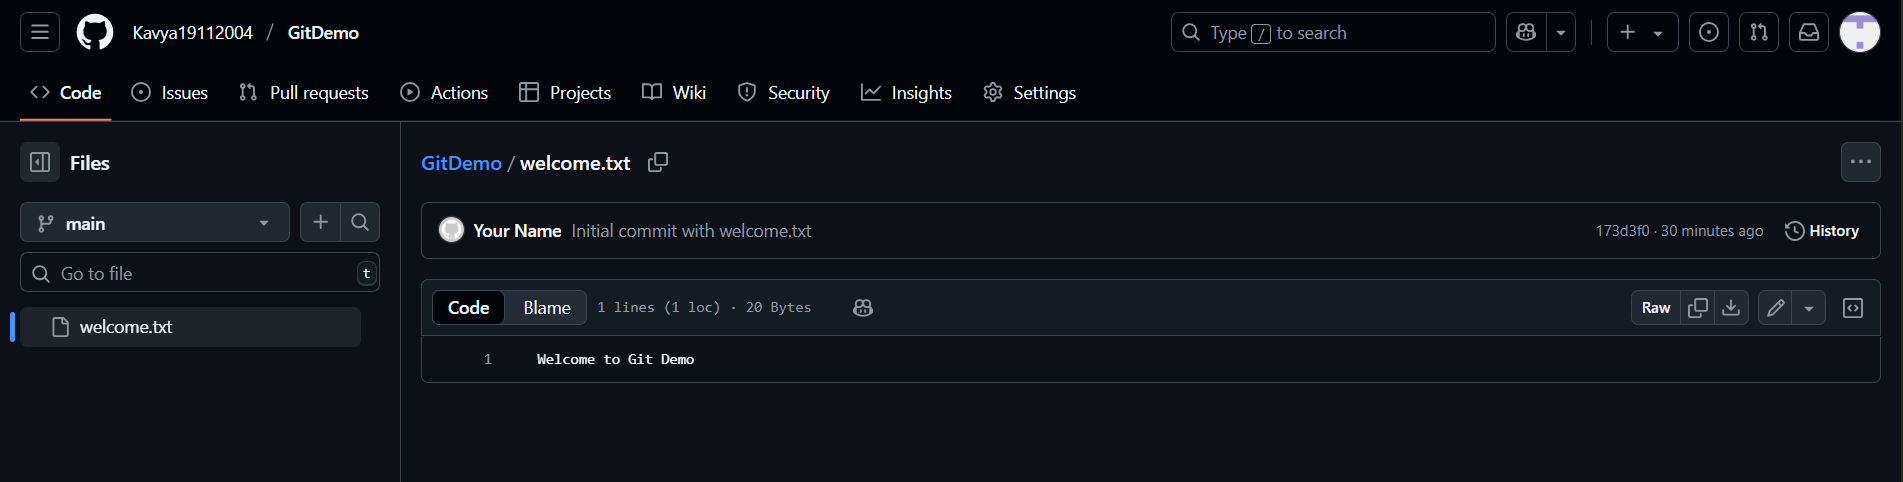 Kavya19112004 / GitDemo
Type / to search
Code Issues Pull requests Actions Projects Wiki Security Insights Settings
Files
main
Go to file t
welcome.txt
GitDemo / welcome.txt
Your Name Initial commit with welcome.txt 173d3f0 · 30 minutes ago History
Code Blame 1 lines (1 loc) · 20 Bytes Raw
1 Welcome to Git Demo